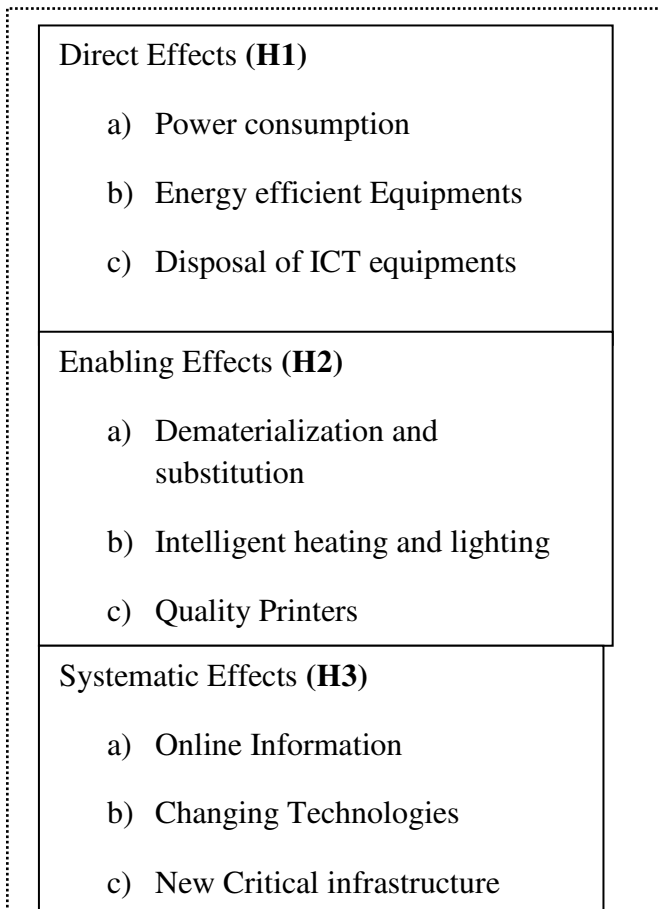 Direct Effects (H1)
a) Power consumption
b) Energy efficient Equipments
c) Disposal of ICT equipments
Enabling Effects (H2)
a) Dematerialization and
substitution
b) Intelligent heating and lighting
c) Quality Printers
Systematic Effects (H3)
a) Online Information
b) Changing Technologies
c) New Critical infrastructure